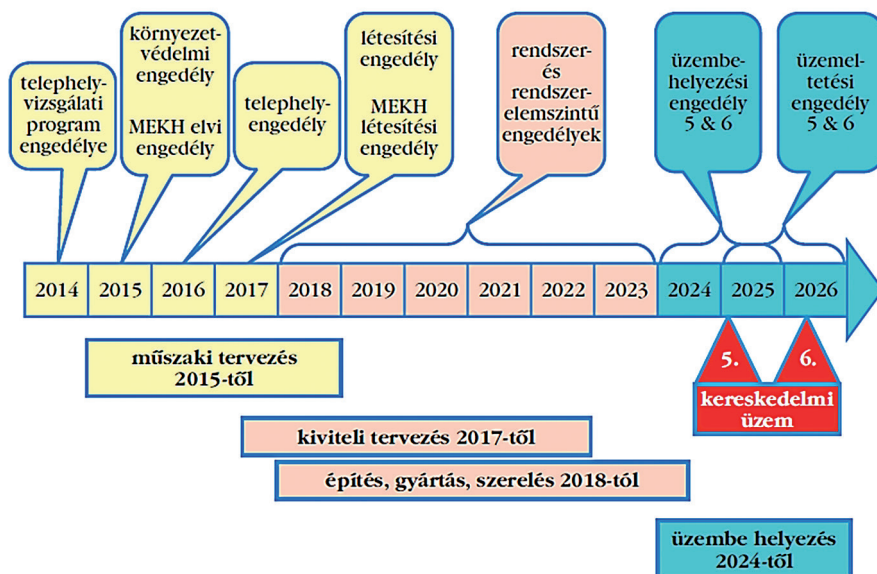 telephely-
vizsgálati
program
engedélye
környezet-
védelmi
engedély
MEKH elvi
engedély
telephely-
engedély
létesítési
engedély
MEKH
létesítési
engedély
rendszer-
és
rendszer-
elemszintű
engedélyek
üzembe-
helyezési
engedély
5 & 6
üzemel-
tetési
engedély
5 & 6
2014 2015 2016 2017 2018 2019 2020 2021 2022 2023 2024 2025 2026
műszaki tervezés
2015-től
5. 6.
kereskedelmi
üzem
kiviteli tervezés 2017-től
építés, gyártás, szerelés 2018-tól
üzembe helyezés
2024-től